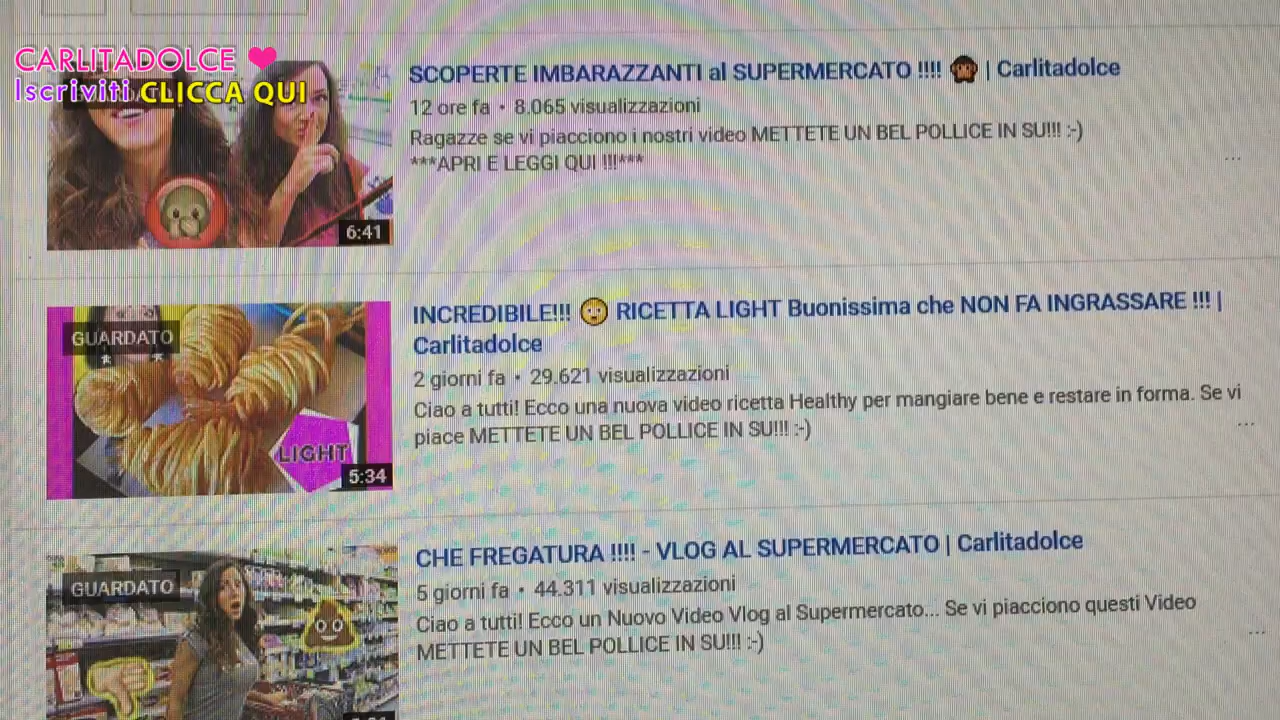 CARLITADOLCE
Iscriviti CLICCA QUI
SCOPERTE IMBARAZZANTI al SUPERMERCATO !!!! 🙊 | Carlitadolce
12 ore fa • 8.065 visualizzazioni
Ragazze se vi piacciono i nostri video METTETE UN BEL POLLICE IN SU!!! :-)
***APRI E LEGGI QUI !!!***
6:41
INCREDIBILE!!! 😳 RICETTA LIGHT Buonissima che NON FA INGRASSARE !!! |
Carlitadolce
GUARDATO
2 giorni fa • 29.621 visualizzazioni
Ciao a tutti! Ecco una nuova video ricetta Healthy per mangiare bene e restare in forma. Se vi
piace METTETE UN BEL POLLICE IN SU!!! :-)
LIGHT
5:34
CHE FREGATURA !!!! - VLOG AL SUPERMERCATO | Carlitadolce
GUARDATO
5 giorni fa • 44.311 visualizzazioni
Ciao a tutti! Ecco un Nuovo Video Vlog al Supermercato... Se vi piacciono questi Video
METTETE UN BEL POLLICE IN SU!!! :-)